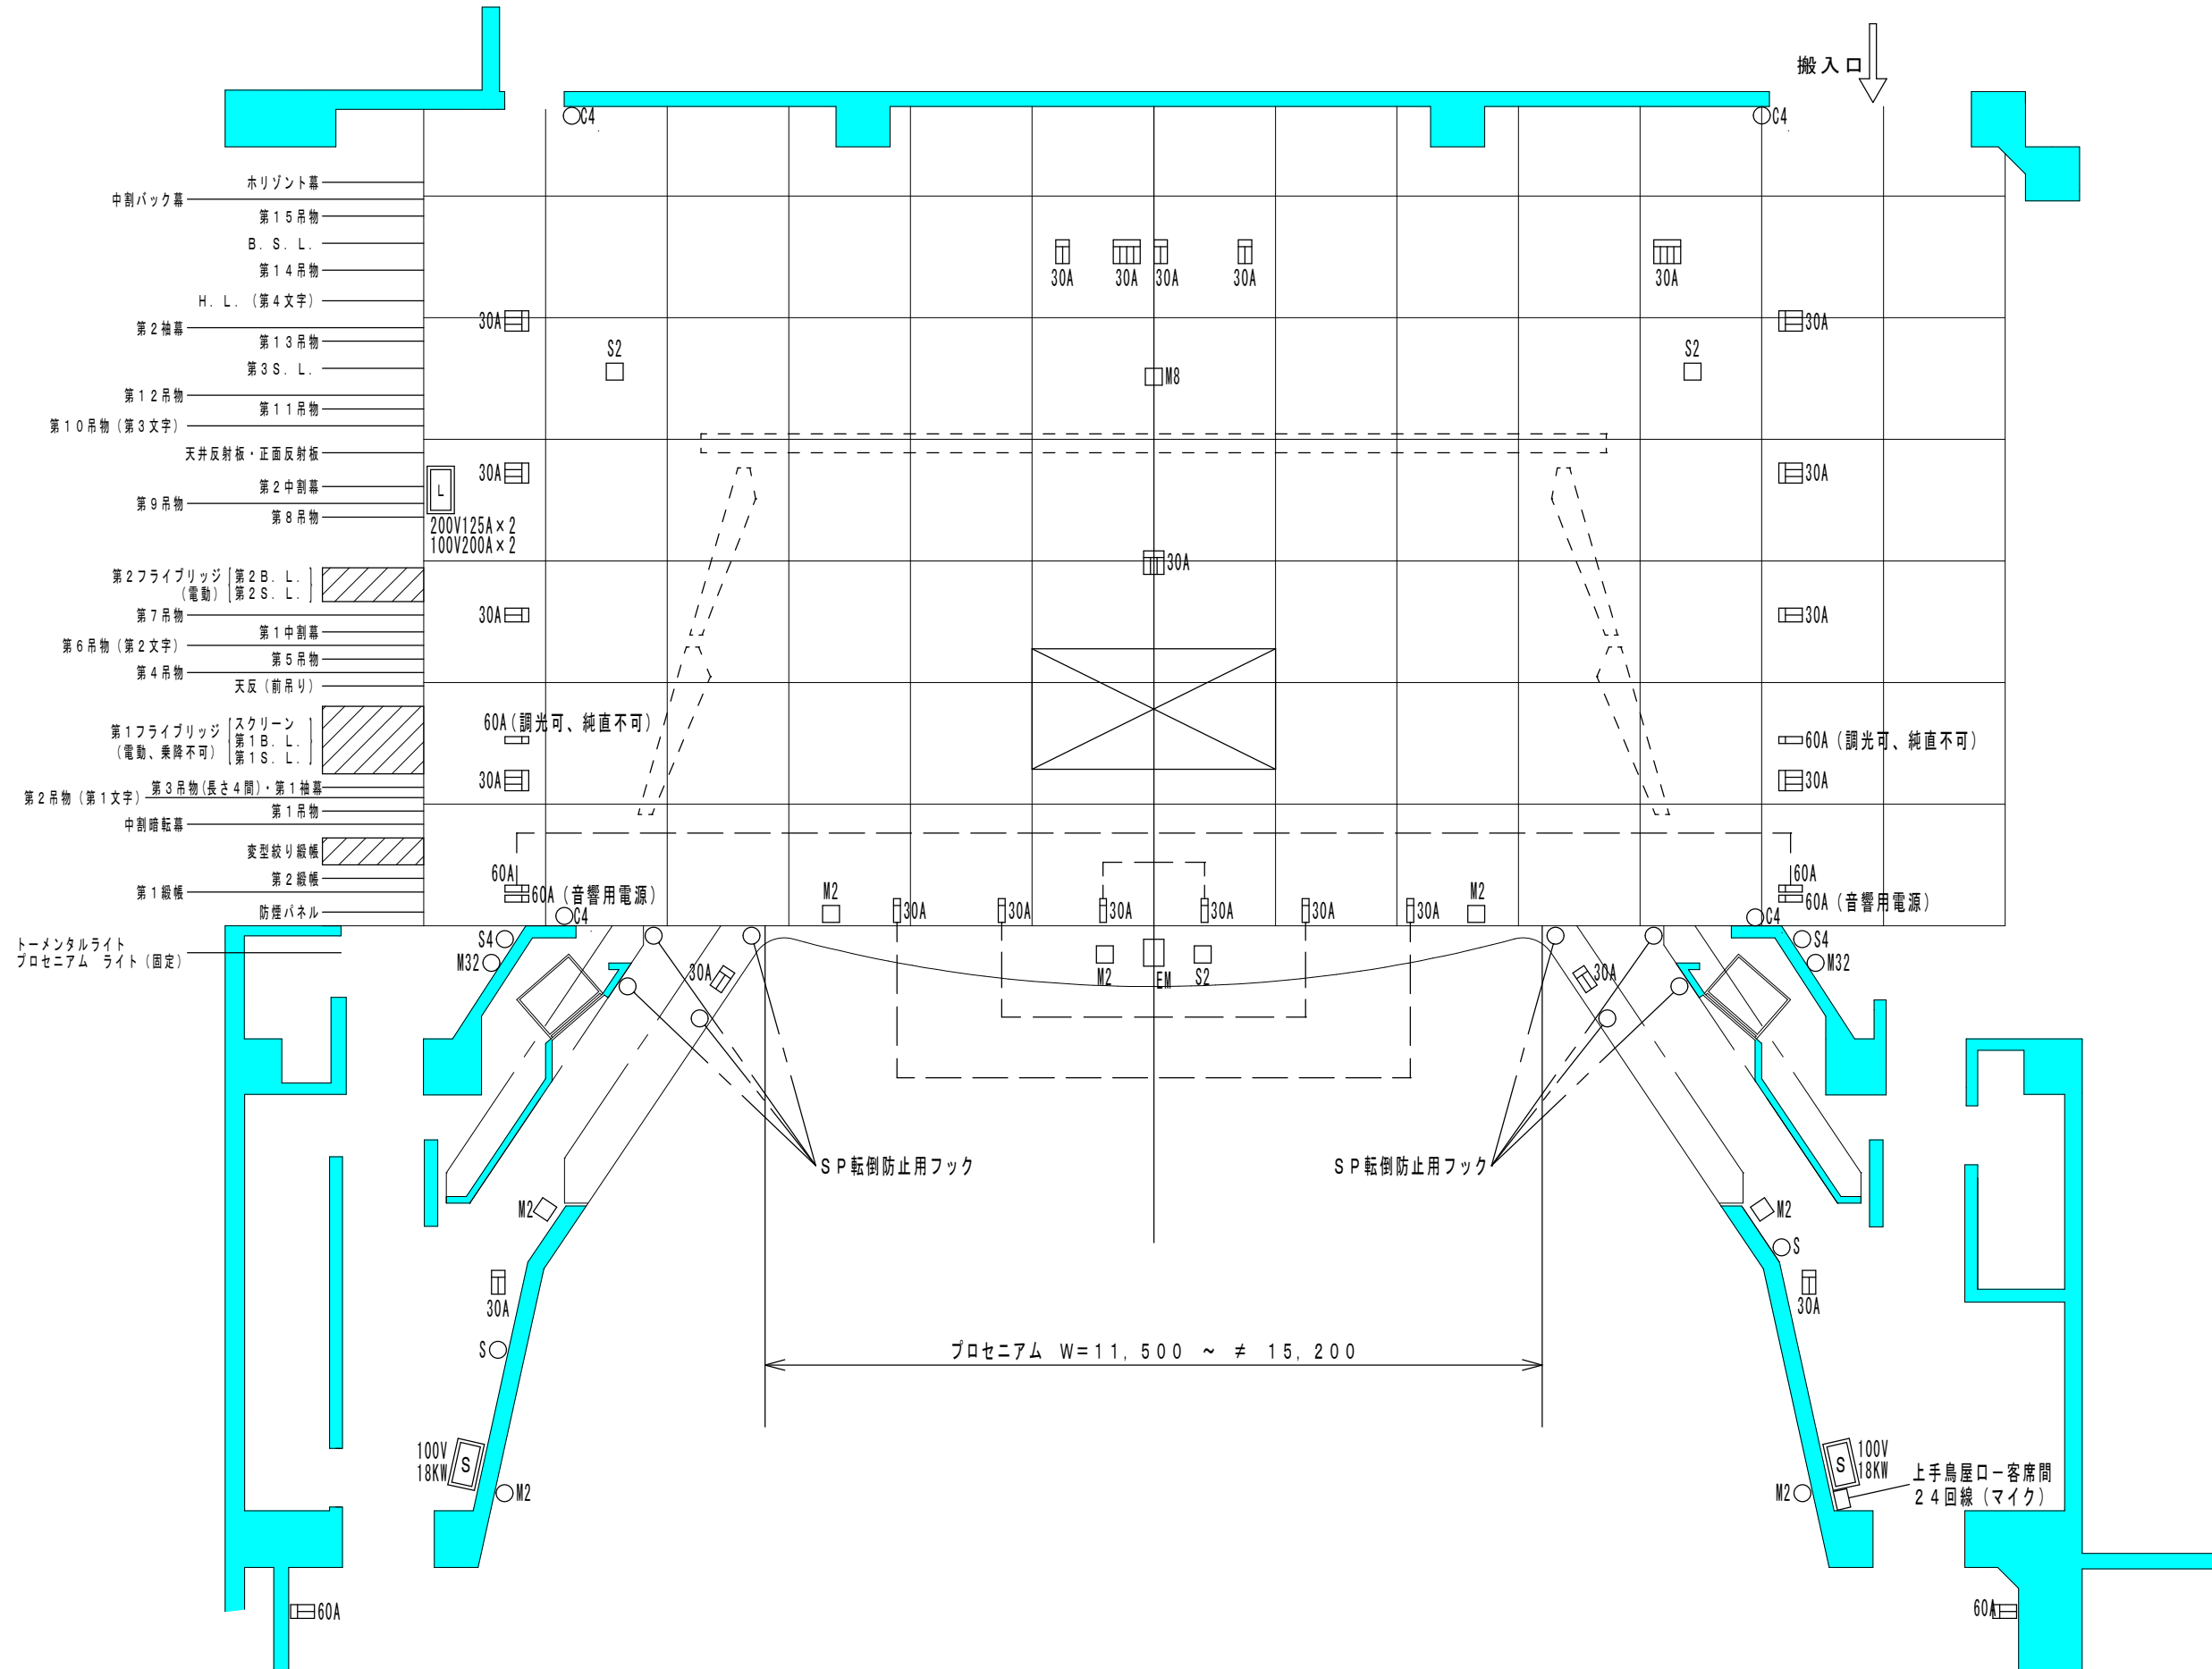 搬入口
C4
C4
ホリゾント幕
中割バック幕
第15吊物
B. S. L.
第14吊物
H. L. (第4文字)
第2袖幕
第13吊物
第3S. L.
第12吊物
第11吊物
第10吊物(第3文字)
天井反射板・正面反射板
第2中割幕
第9吊物
第8吊物
第2フライブリッジ
(電動)
第2B. L.
第2S. L.
第7吊物
第1中割幕
第6吊物(第2文字)
第5吊物
第4吊物
天反(前吊り)
第1フライブリッジ
(電動、乗降不可)
スクリーン
第1B. L.
第1S. L.
第3吊物(長さ4間)・第1袖幕
第2吊物(第1文字)
第1吊物
中割暗転幕
変型絞り緞帳
第2緞帳
第1緞帳
防煙パネル
トーメンタルライト
プロセニアム ライト(固定)
30A
30A
30A
30A
30A
30A
30A
S2
M8
S2
30A
30A
L
200V125A×2
100V200A×2
30A
30A
30A
60A(調光可、純直不可)
60A(調光可、純直不可)
30A
30A
60A
60A(音響用電源)
60A
60A(音響用電源)
C4
C4
M2
M2
30A
30A
30A
30A
30A
30A
S4
M32
S4
M32
30A
M2
EM
S2
30A
SP転倒防止用フック
SP転倒防止用フック
M2
M2
S
30A
30A
S
プロセニアム W=11,500 ~ ≠ 15,200
100V
18KW
S
M2
S
100V
18KW
M2
上手鳥屋口ー客席間
24回線(マイク)
60A
60A